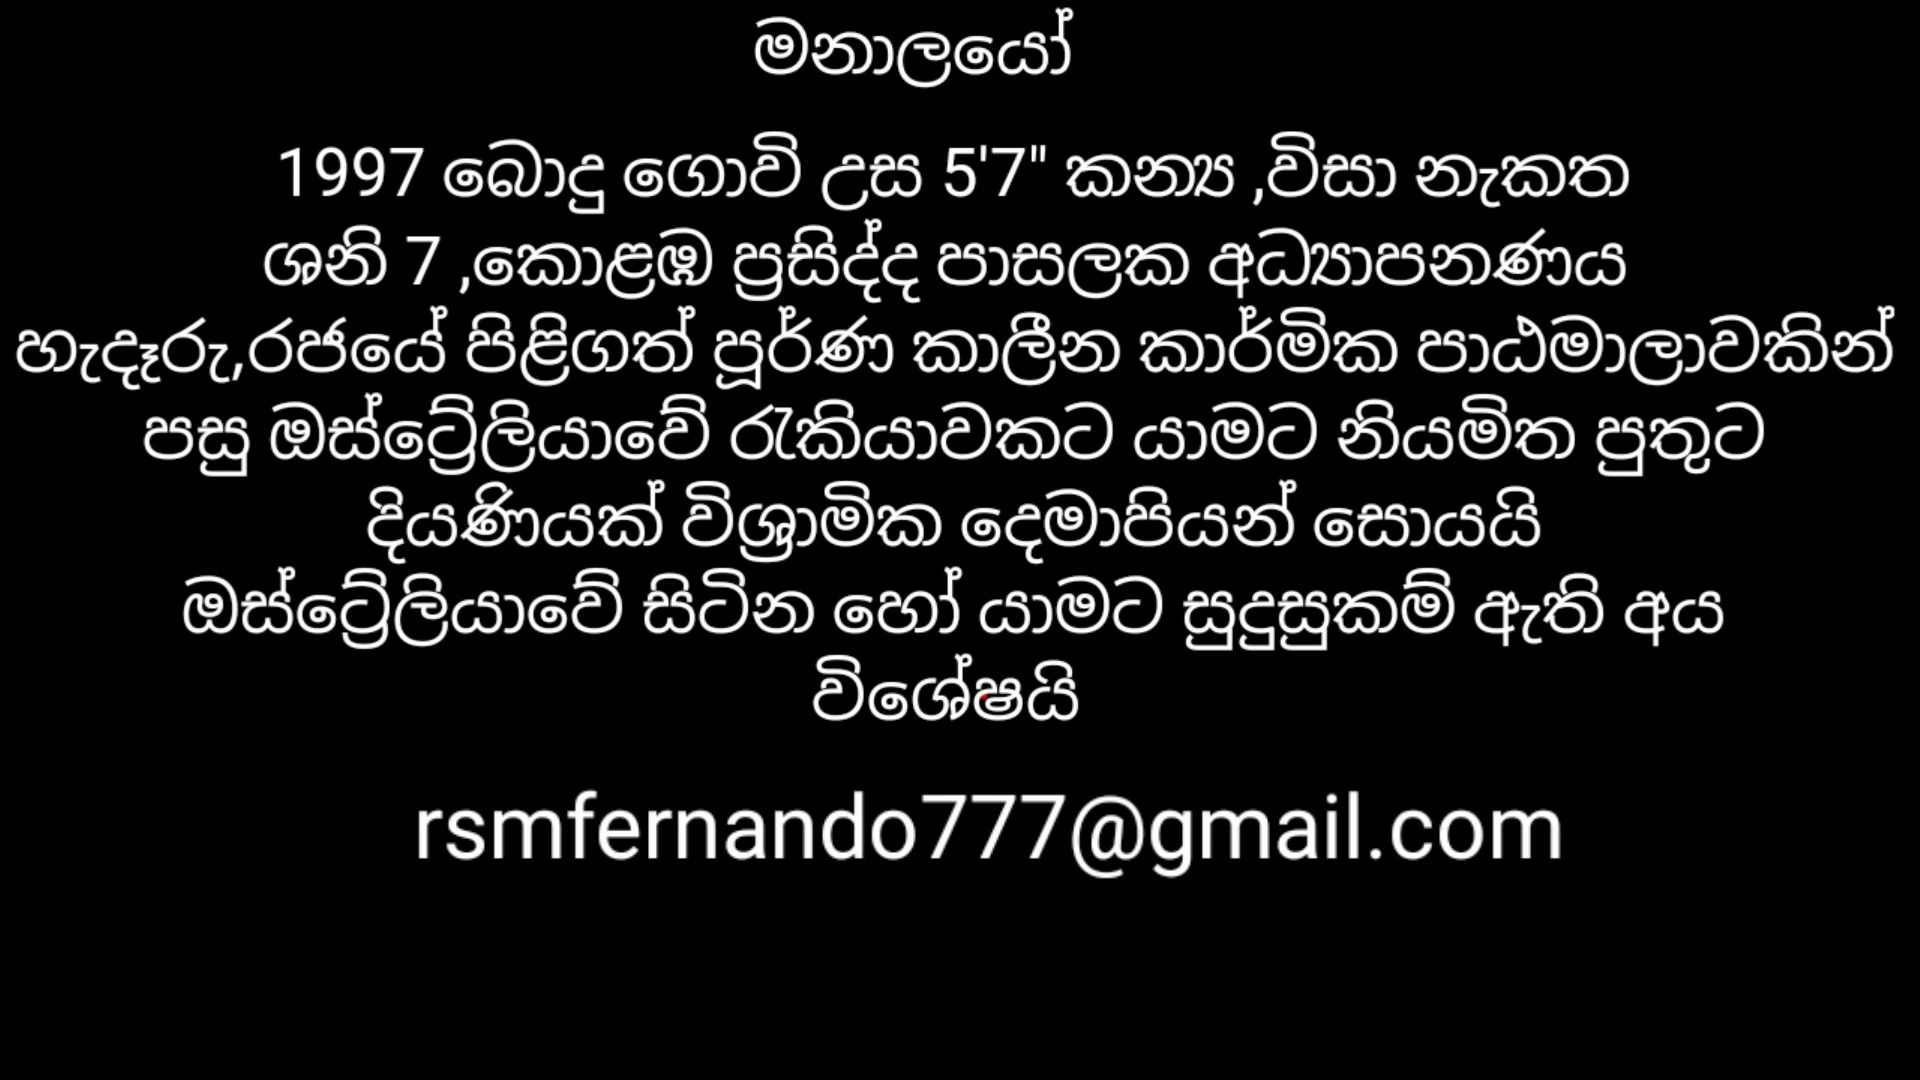 මනාලයෝ
1997 බොදු ගොවි උස 5'7" කන්‍ය ,විසා නැකත
ශනි 7 ,කොළඹ ප්‍රසිද්ද පාසලක අධ්‍යාපනණය
හැදෑරු,රජයේ පිළිගත් පූර්ණ කාලීන කාර්මික පාඨමාලාවකින්
පසු ඔස්ට්‍රේලියාවේ රැකියාවකට යාමට නියමිත පුතුට
දියණියක් විශ්‍රාමික දෙමාපියන් සොයයි
ඔස්ට්‍රේලියාවේ සිටින හෝ යාමට සුදුසුකම් ඇති අය
විශේෂයි
rsmfernando777@gmail.com